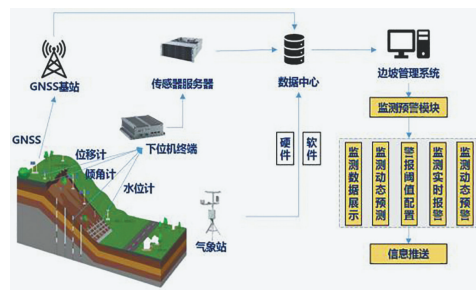 GNSS基站
传感器服务器
数据中心
边坡管理系统
监测预警模块
GNSS
位移计
下位机终端
倾角计
水位计
硬件
软件
监测数据展示
监测动态预测
警报阈值配置
监测实时报警
监测动态预警
气象站
信息推送